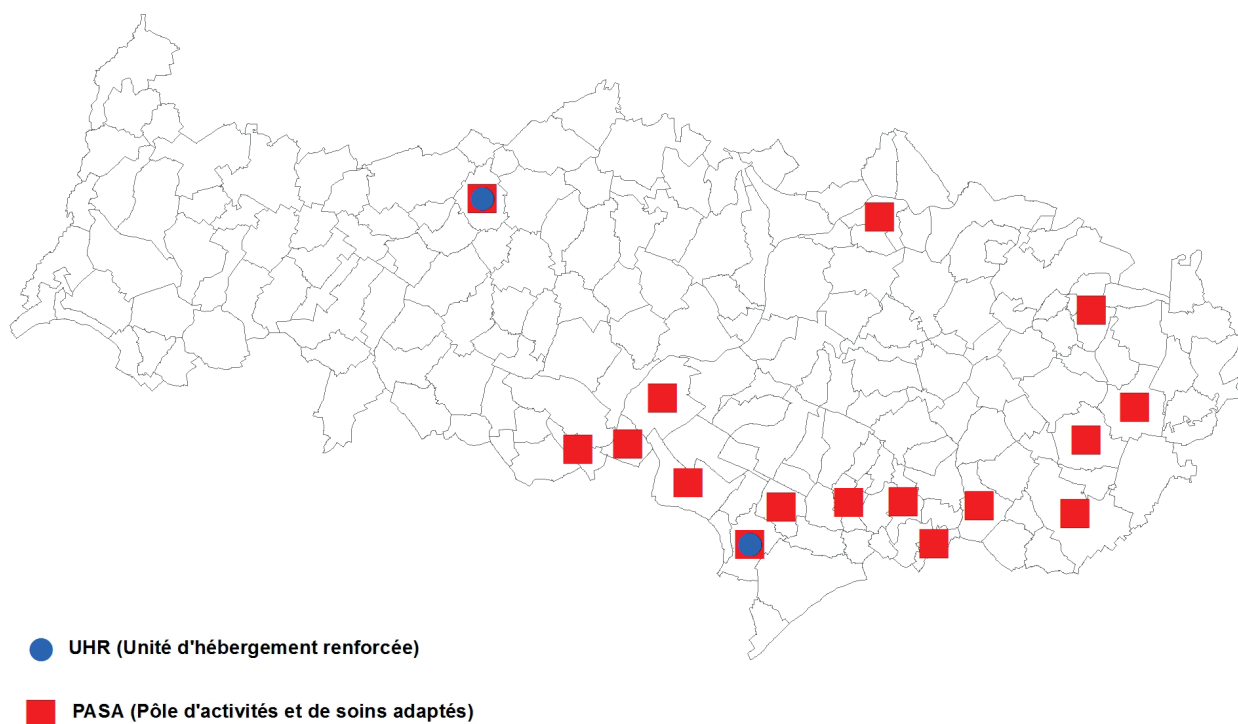 UHR (Unité d'hébergement renforcée)
PASA (Pôle d'activités et de soins adaptés)